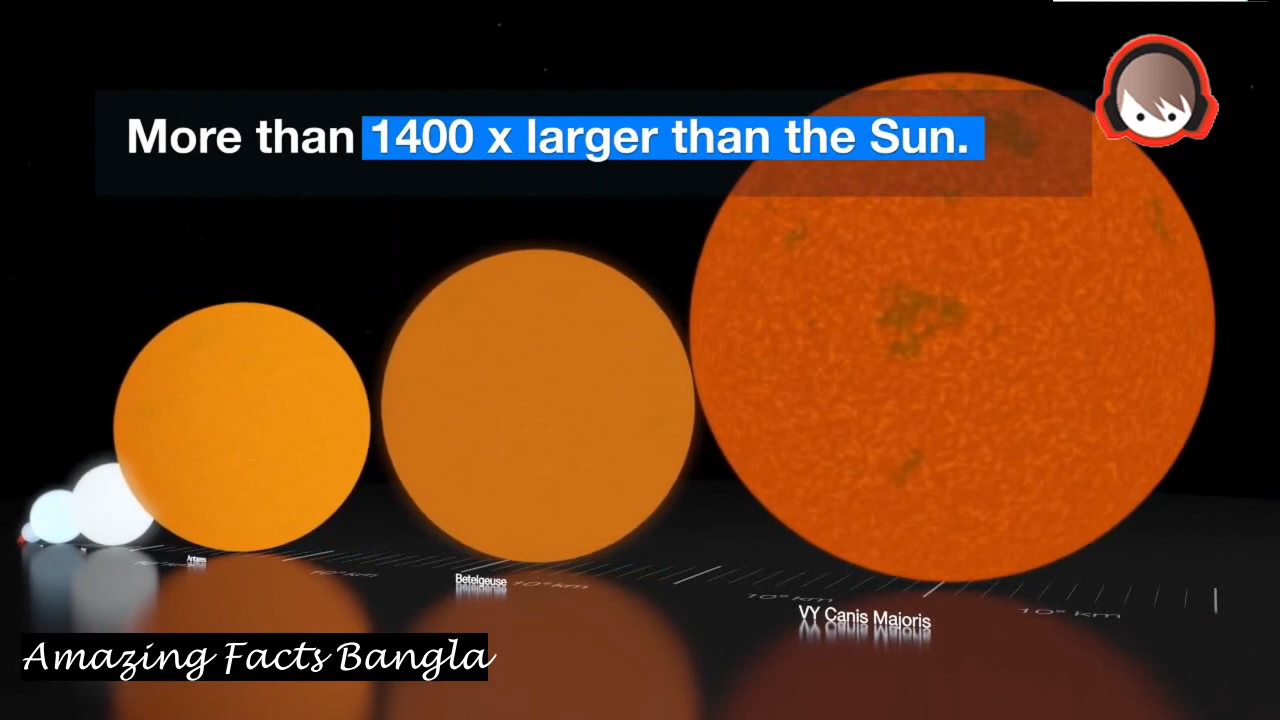 More than 1400 x larger than the Sun.
Antares
Betelgeuse
VY Canis Majoris
Amazing Facts Bangla